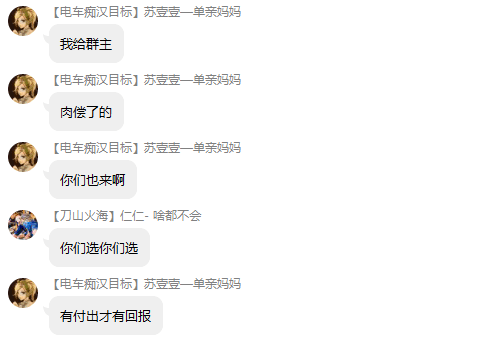 【电车痴汉目标】苏壹壹—单亲妈妈
我给群主
【电车痴汉目标】苏壹壹—单亲妈妈
肉偿了的
【电车痴汉目标】苏壹壹—单亲妈妈
你们也来啊
【刀山火海】仁仁- 啥都不会
你们选你们选
【电车痴汉目标】苏壹壹—单亲妈妈
有付出才有回报